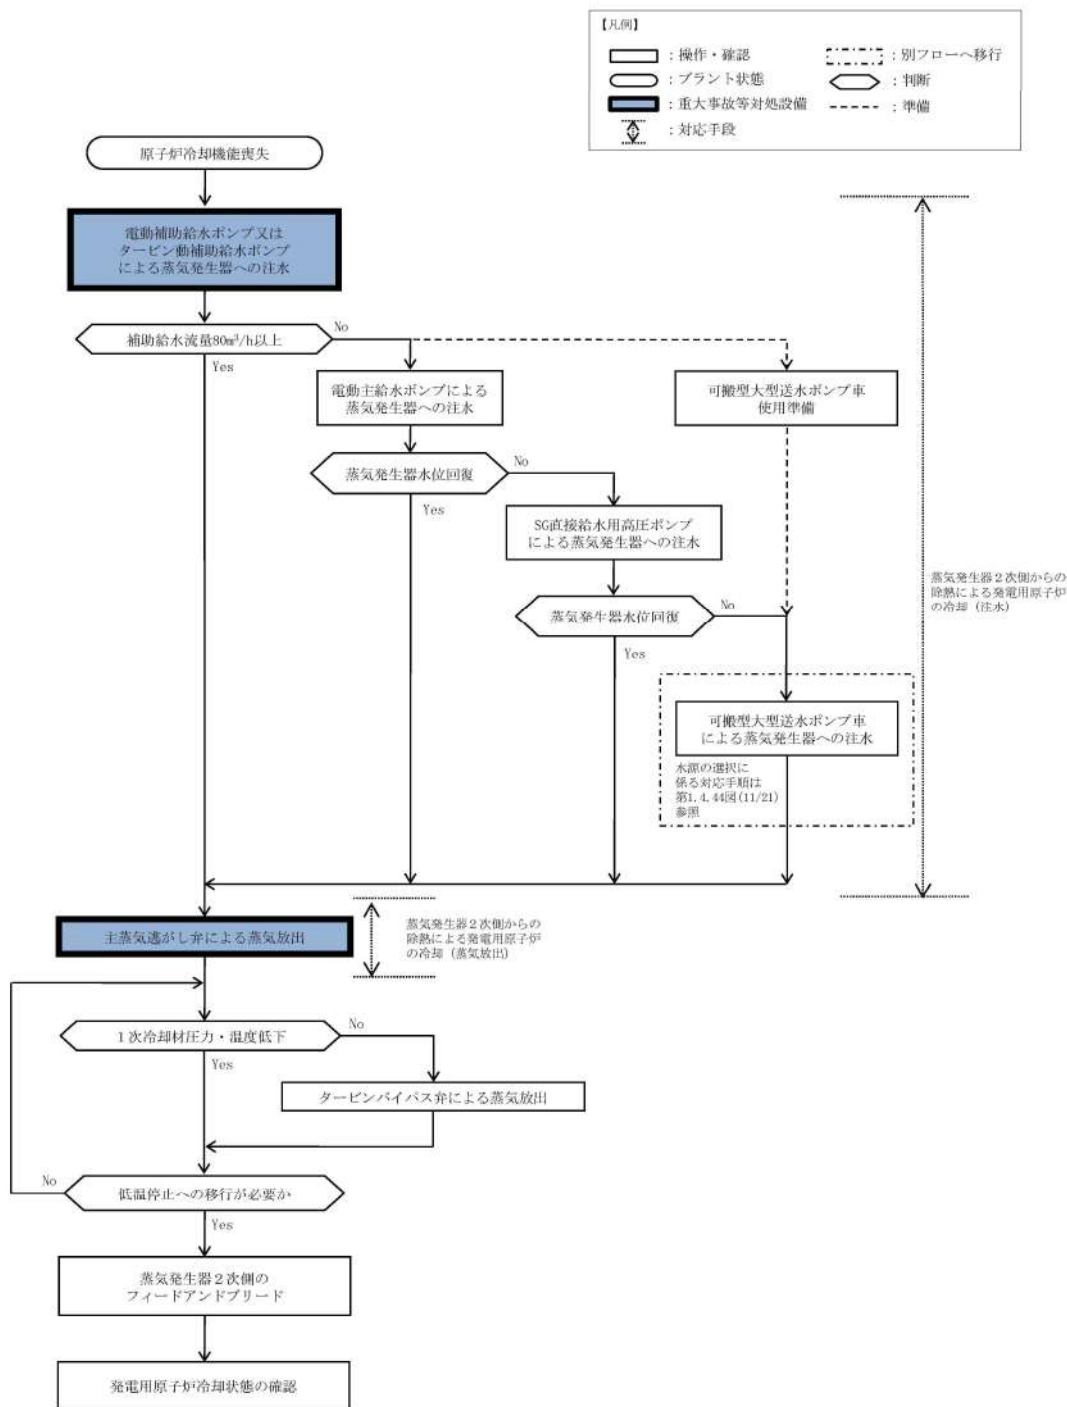 【凡例】
：操作・確認
：プラント状態
：重大事故等対処設備
：対応手段
：別フローへ移行
：判断
：準備
原子炉冷却機能喪失
電動補助給水ポンプ又は
タービン動補助給水ポンプ
による蒸気発生器への注水
補助給水流量80m³/h以上
No
Yes
電動主給水ポンプによる
蒸気発生器への注水
可搬型大型送水ポンプ車
使用準備
蒸気発生器水位回復
No
Yes
SG直接給水用高圧ポンプ
による蒸気発生器への注水
蒸気発生器水位回復
No
Yes
蒸気発生器２次側からの
除熱による発電用原子炉
の冷却（注水）
可搬型大型送水ポンプ車
による蒸気発生器への注水
水源の選択に
係る対応手順は
第1.4.44図(11/21)
参照
主蒸気逃がし弁による蒸気放出
蒸気発生器２次側からの
除熱による発電用原子炉
の冷却（蒸気放出）
１次冷却材圧力・温度低下
No
Yes
タービンバイパス弁による蒸気放出
低温停止への移行が必要か
No
Yes
蒸気発生器２次側の
フィードアンドブリード
発電用原子炉冷却状態の確認